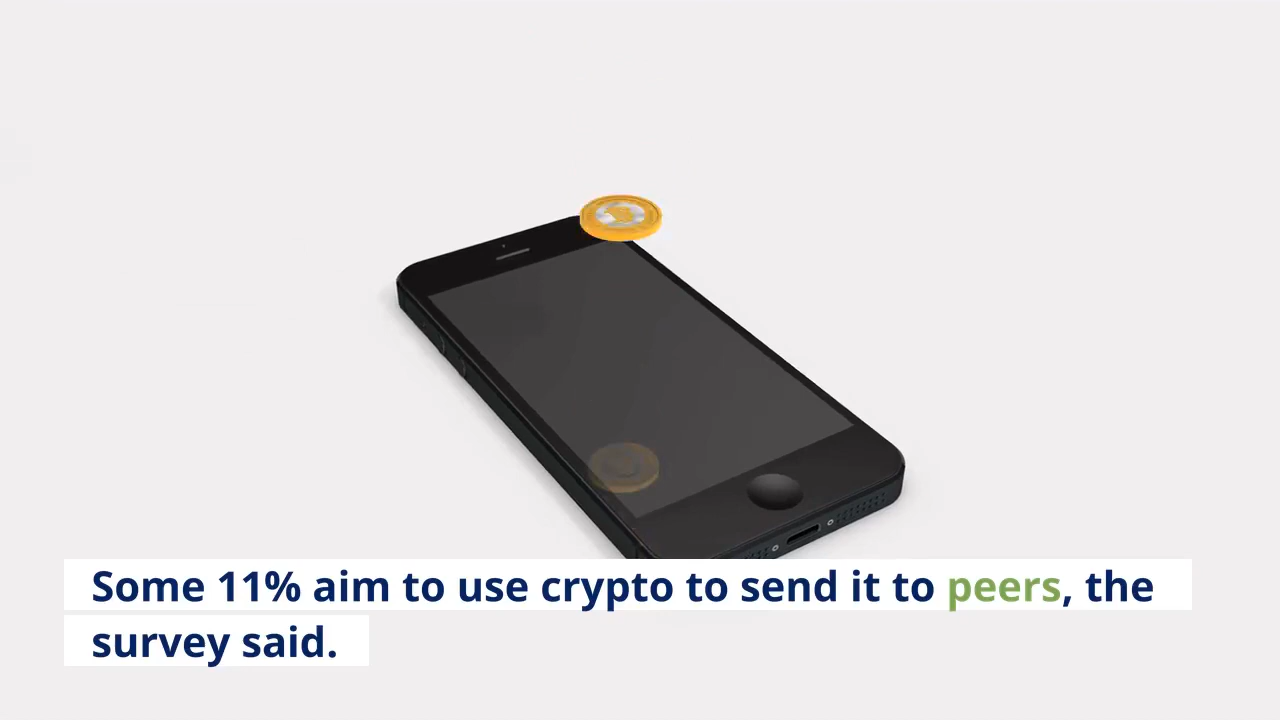 Some 11% aim to use crypto to send it to peers, the
survey said.